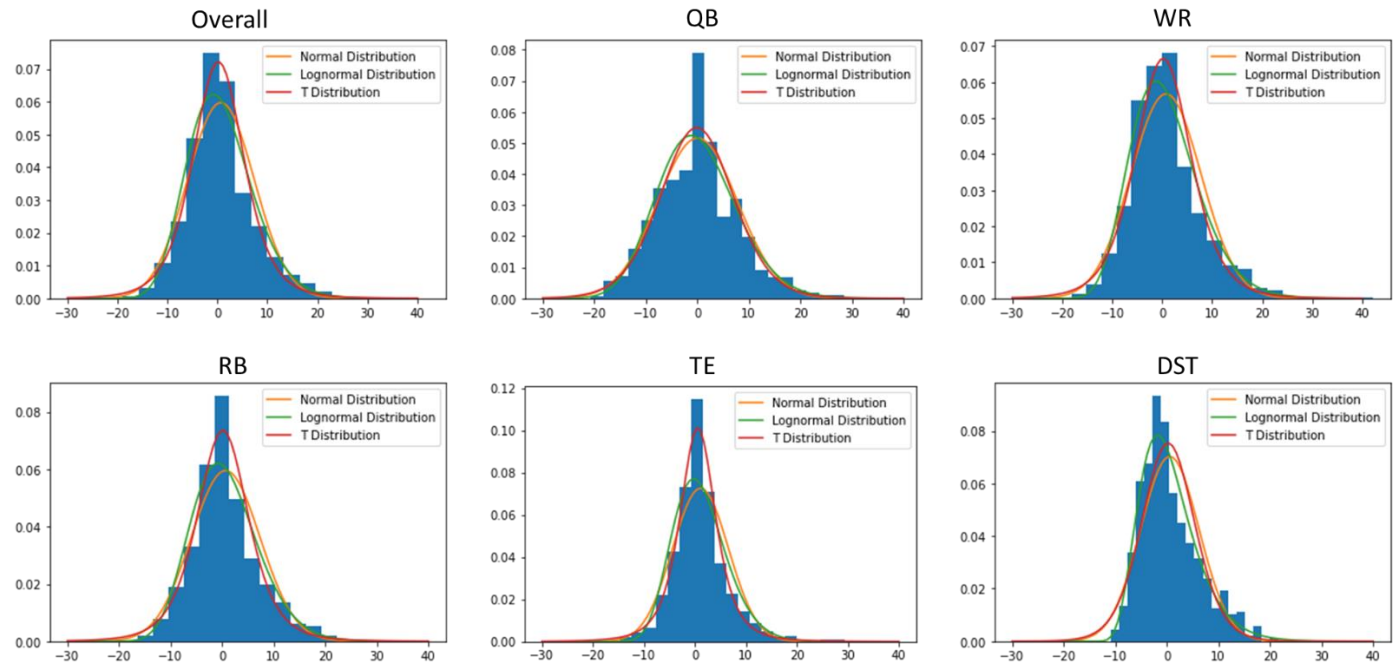 Overall
0.07
0.06
0.05
0.04
0.03
0.02
0.01
0.00
−30 −20 −10 0 10 20 30 40
Normal Distribution
Lognormal Distribution
T Distribution
QB
0.08
0.07
0.06
0.05
0.04
0.03
0.02
0.01
0.00
−30 −20 −10 0 10 20 30 40
Normal Distribution
Lognormal Distribution
T Distribution
WR
0.07
0.06
0.05
0.04
0.03
0.02
0.01
0.00
−30 −20 −10 0 10 20 30 40
Normal Distribution
Lognormal Distribution
T Distribution
RB
0.08
0.06
0.04
0.02
0.00
−30 −20 −10 0 10 20 30 40
Normal Distribution
Lognormal Distribution
T Distribution
TE
0.12
0.10
0.08
0.06
0.04
0.02
0.00
−30 −20 −10 0 10 20 30 40
Normal Distribution
Lognormal Distribution
T Distribution
DST
0.08
0.06
0.04
0.02
0.00
−30 −20 −10 0 10 20 30 40
Normal Distribution
Lognormal Distribution
T Distribution